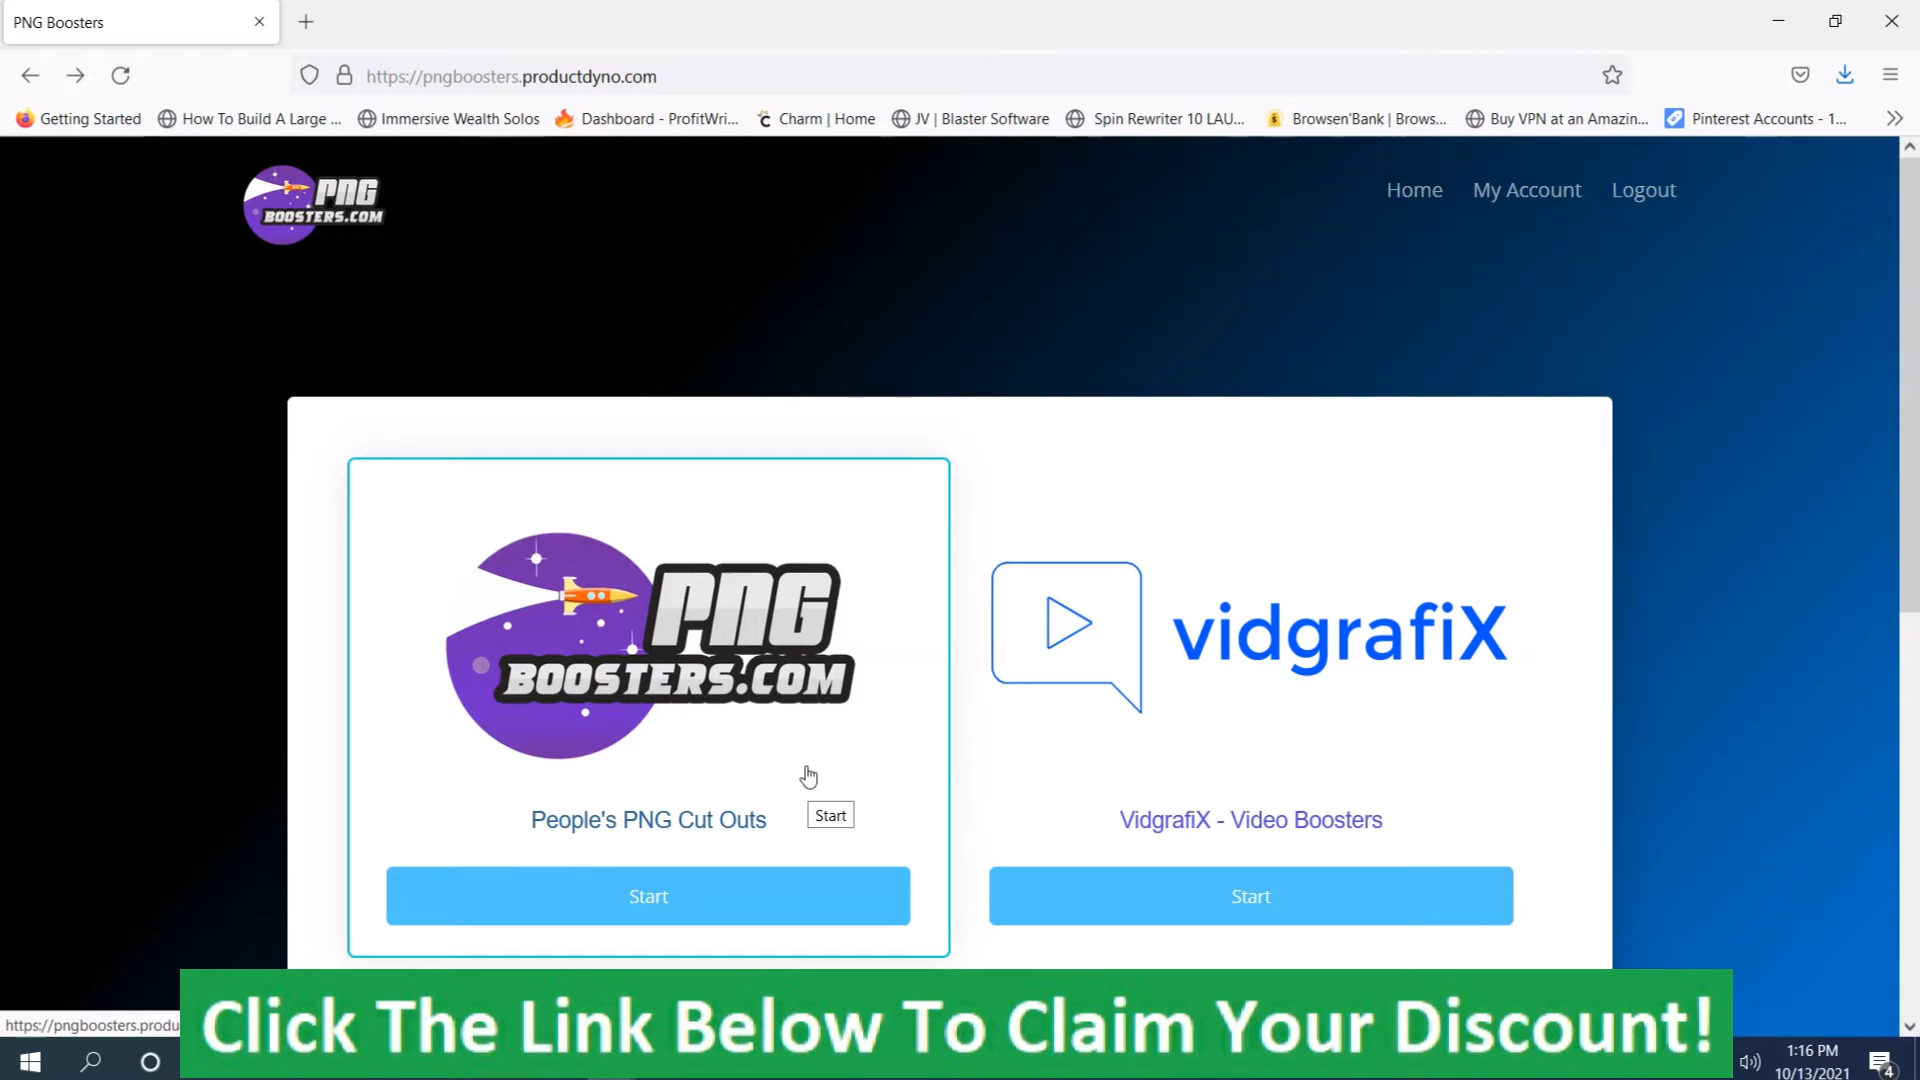 PNG Boosters
https://pngboosters.productdyno.com
Getting Started
How To Build A Large ...
Immersive Wealth Solos
Dashboard - ProfitWri...
Charm | Home
JV | Blaster Software
Spin Rewriter 10 LAU...
Browsen'Bank | Brows...
Buy VPN at an Amazin...
Pinterest Accounts - 1...
PNG
BOOSTERS.COM
Home
My Account
Logout
PNG
BOOSTERS.COM
vidgrafiX
People's PNG Cut Outs
Start
VidgrafiX - Video Boosters
Start
Start
https://pngboosters.produ
Click The Link Below To Claim Your Discount!
1:16 PM
10/13/2021
4